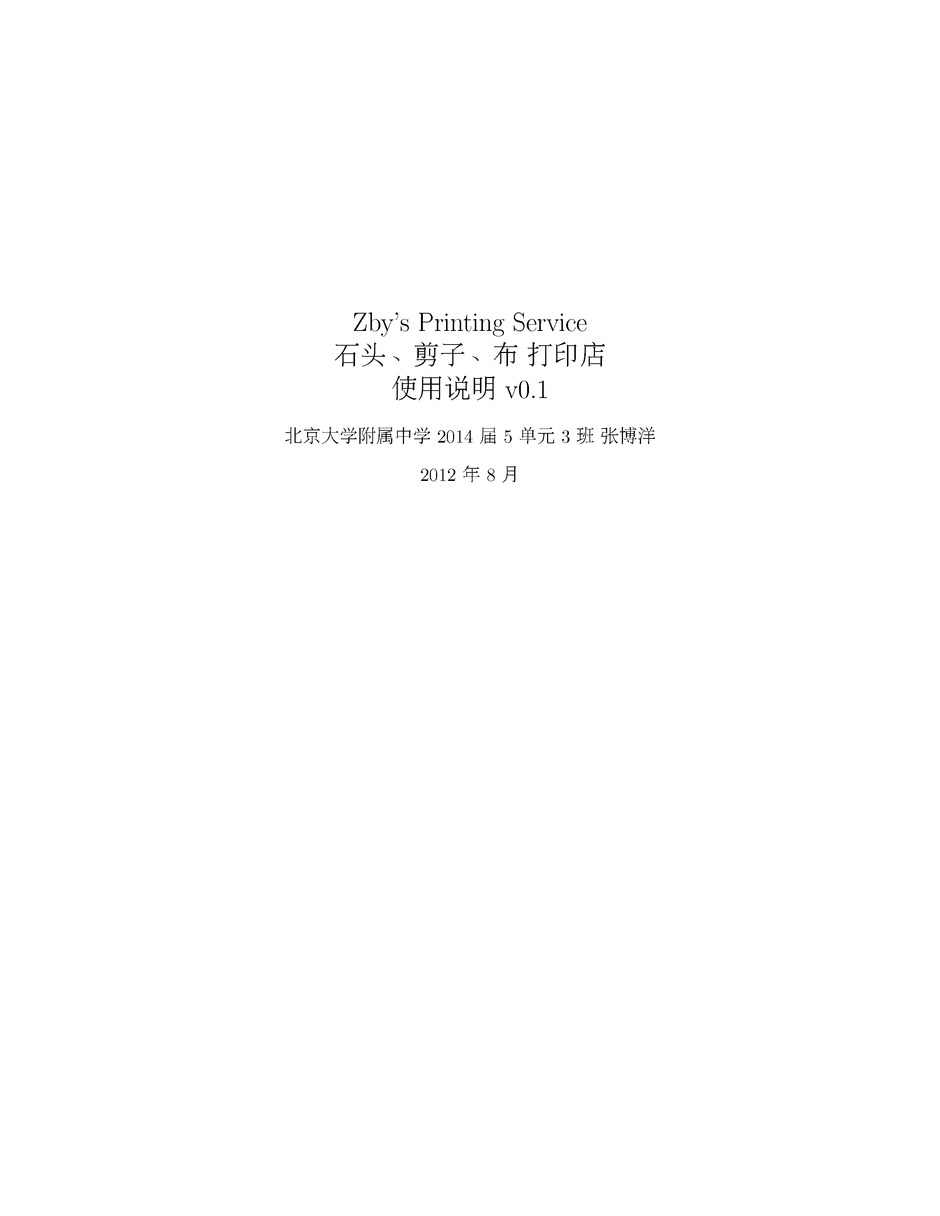 Zby's Printing Service
石头、剪子、布 打印店
使用说明 v0.1
北京大学附属中学 2014 届 5 单元 3 班 张博洋
2012 年 8 月